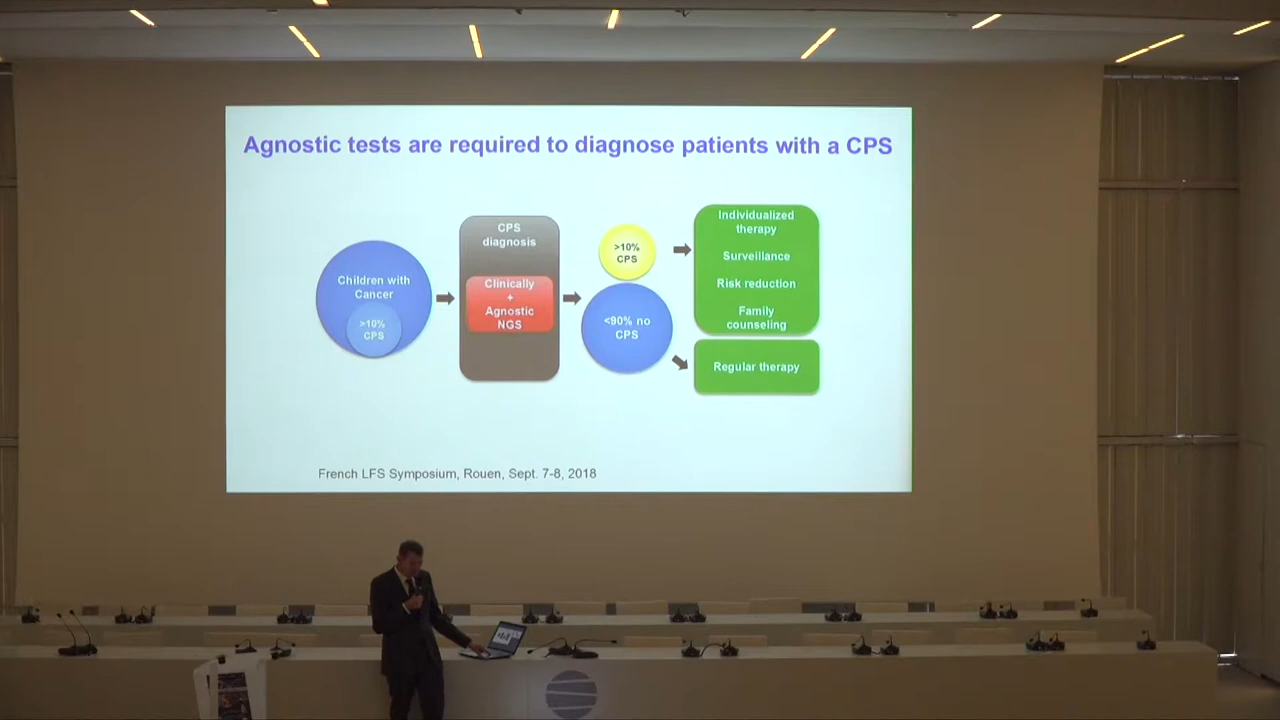 Agnostic tests are required to diagnose patients with a CPS
Children with
Cancer
>10%
CPS
CPS
diagnosis
Clinically
+
Agnostic
NGS
>10%
CPS
<90% no
CPS
Individualized
therapy
Surveillance
Risk reduction
Family
counseling
Regular therapy
French LFS Symposium, Rouen, Sept. 7-8, 2018